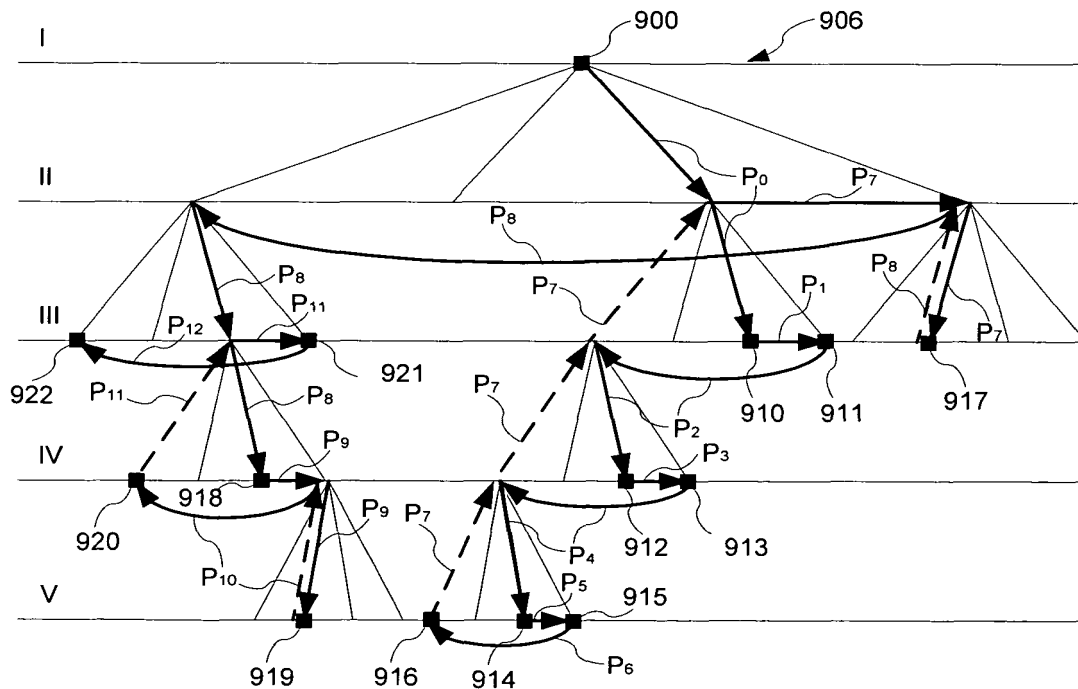 900
906
I
II
P₀
P₇
P₈
P₈
P₇
P₈
P₇
P₁
P₁₁
P₁₂
III
922
921
910
911
917
P₁₁
P₈
P₇
P₂
P₃
P₉
IV
918
920
P₉
P₇
P₄
912
913
P₁₀
P₅
915
V
919
916
914
P₆